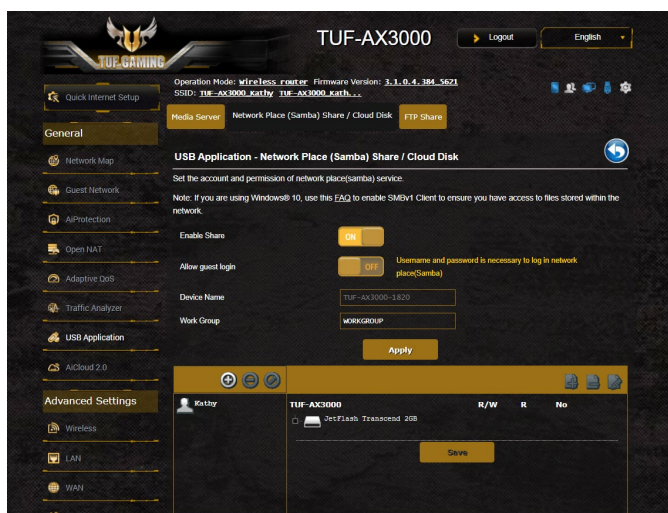 TUF-AX3000
Logout
English
TUF GAMING
Operation Mode: Wireless router Firmware Version: 3.1.0.4.384_5621
SSID: TUF-AX3000_Kathy TUF-AX3000_Kath...
Quick Internet Setup
Media Server Network Place (Samba) Share / Cloud Disk FTP Share
General
Network Map
Guest Network
AiProtection
Open NAT
Adaptive QoS
Traffic Analyzer
USB Application
AiCloud 2.0
Advanced Settings
Wireless
LAN
WAN
USB Application - Network Place (Samba) Share / Cloud Disk
Set the account and permission of network place(samba) service.
Note: If you are using Windows® 10, use this FAQ to enable SMBv1 Client to ensure you have access to files stored within the
network.
Enable Share ON
Allow guest login OFF Username and password is necessary to log in network
place(Samba)
Device Name TUF-AX3000-1820
Work Group WORKGROUP
Apply
Kathy
TUF-AX3000 R/W R No
JetFlash Transcend 2GB
Save